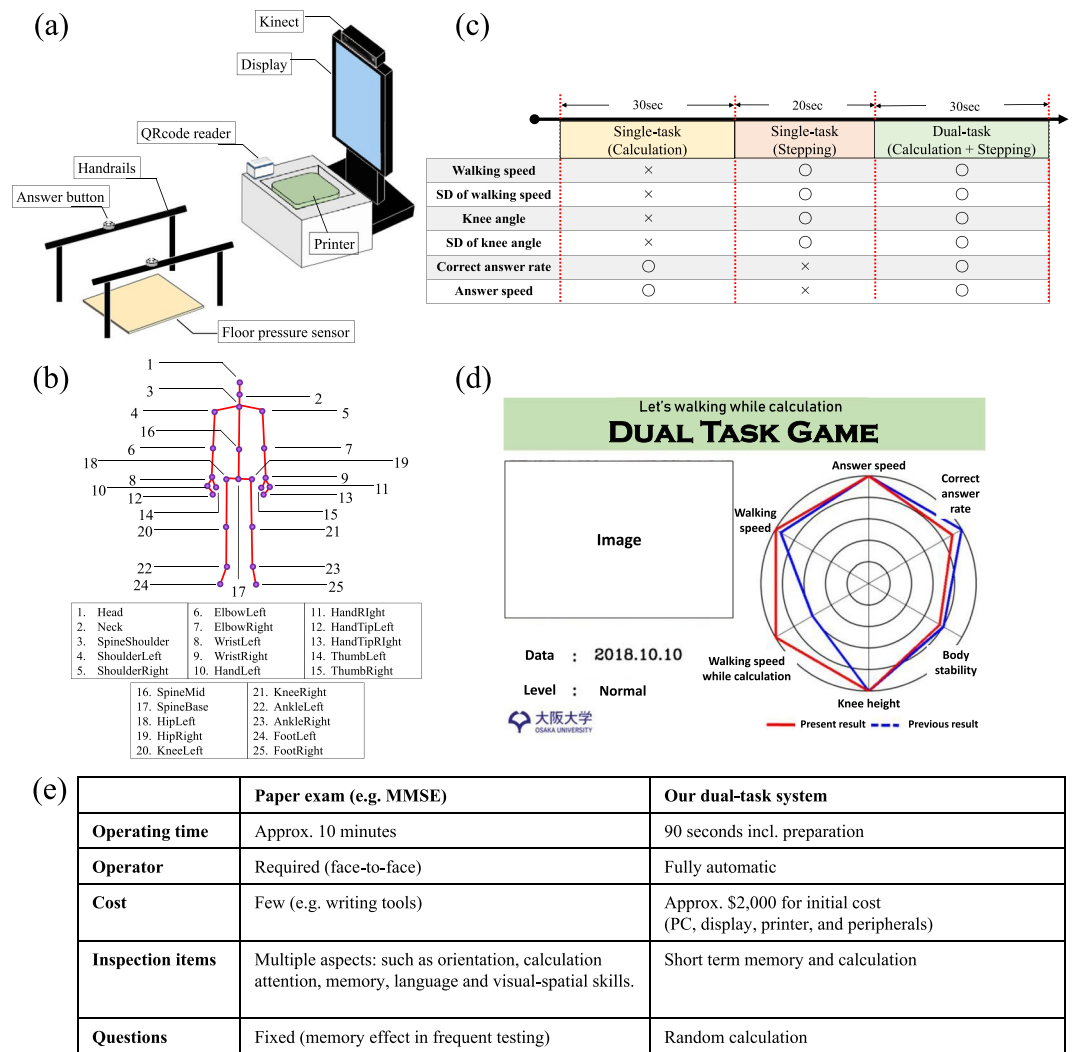 (a)
Kinect
Display
QRcode reader
Handrails
Answer button
Printer
Floor pressure sensor
(c)
30sec 20sec 30sec
Single-task Single-task Dual-task
(Calculation) (Stepping) (Calculation + Stepping)
Walking speed × ○ ○
SD of walking speed × ○ ○
Knee angle × ○ ○
SD of knee angle × ○ ○
Correct answer rate ○ × ○
Answer speed ○ × ○
(b)
1
3 2
4 5
16
6 7
18 19
8 9
10 11
12 13
14 15
20 21
22 23
24 17 25
1. Head 6. ElbowLeft 11. HandRIght
2. Neck 7. ElbowRight 12. HandTipLeft
3. SpineShoulder 8. WristLeft 13. HandTipRIght
4. ShoulderLeft 9. WristRight 14. ThumbLeft
5. ShoulderRight 10. HandLeft 15. ThumbRight
16. SpineMid 21. KneeRight
17. SpineBase 22. AnkleLeft
18. HipLeft 23. AnkleRight
19. HipRight 24. FootLeft
20. KneeLeft 25. FootRight
(d)
Let's walking while calculation
DUAL TASK GAME
Image
Data : 2018.10.10
Level : Normal
大阪大学
OSAKA UNIVERSITY
Answer speed
Correct
answer
rate
Walking
speed
Walking speed
while calculation
Body
stability
Knee height
Present result Previous result
(e)
Paper exam (e.g. MMSE) Our dual-task system
Operating time Approx. 10 minutes 90 seconds incl. preparation
Operator Required (face-to-face) Fully automatic
Cost Few (e.g. writing tools) Approx. $2,000 for initial cost
(PC, display, printer, and peripherals)
Inspection items Multiple aspects: such as orientation, calculation Short term memory and calculation
attention, memory, language and visual-spatial skills.
Questions Fixed (memory effect in frequent testing) Random calculation